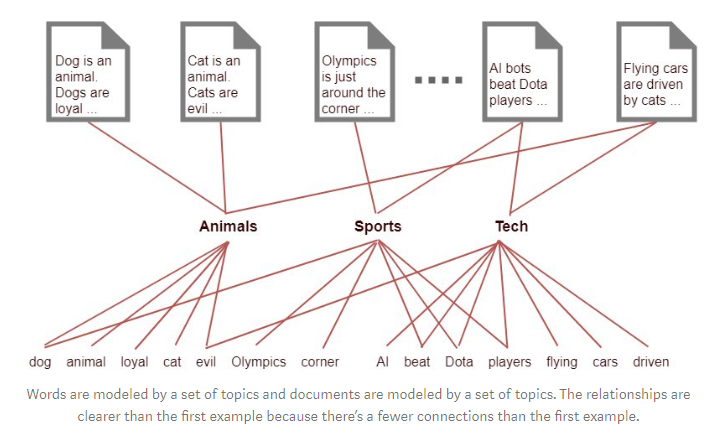 Dog is an
animal.
Dogs are
loyal ...
Cat is an
animal.
Cats are
evil ...
Olympics
is just
around the
corner ...
AI bots
beat Dota
players ...
Flying cars
are driven
by cats ...
Animals
Sports
Tech
dog animal loyal cat evil Olympics corner AI beat Dota players flying cars driven
Words are modeled by a set of topics and documents are modeled by a set of topics. The relationships are
clearer than the first example because there's a fewer connections than the first example.